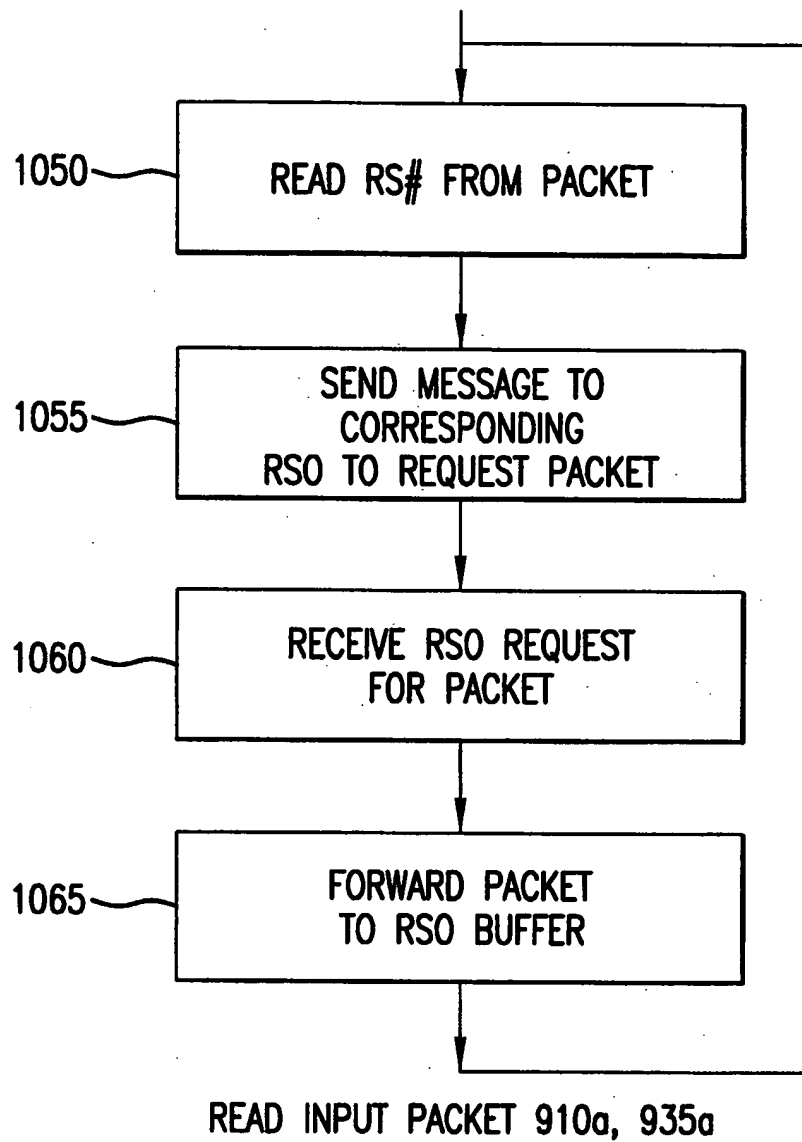 1050
READ RS# FROM PACKET
1055
SEND MESSAGE TO
CORRESPONDING
RSO TO REQUEST PACKET
1060
RECEIVE RSO REQUEST
FOR PACKET
1065
FORWARD PACKET
TO RSO BUFFER
READ INPUT PACKET 910a, 935a